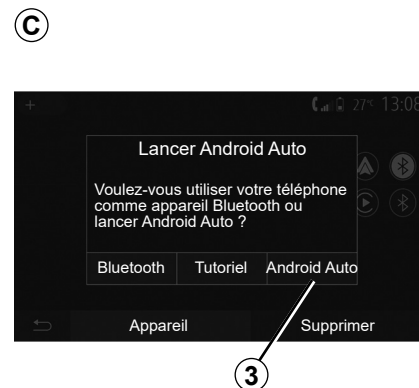 C
+ 27°c 13:08
Lancer Android Auto
Voulez-vous utiliser votre téléphone
comme appareil Bluetooth ou
lancer Android Auto ?
Bluetooth Tutoriel Android Auto
Appareil Supprimer
3